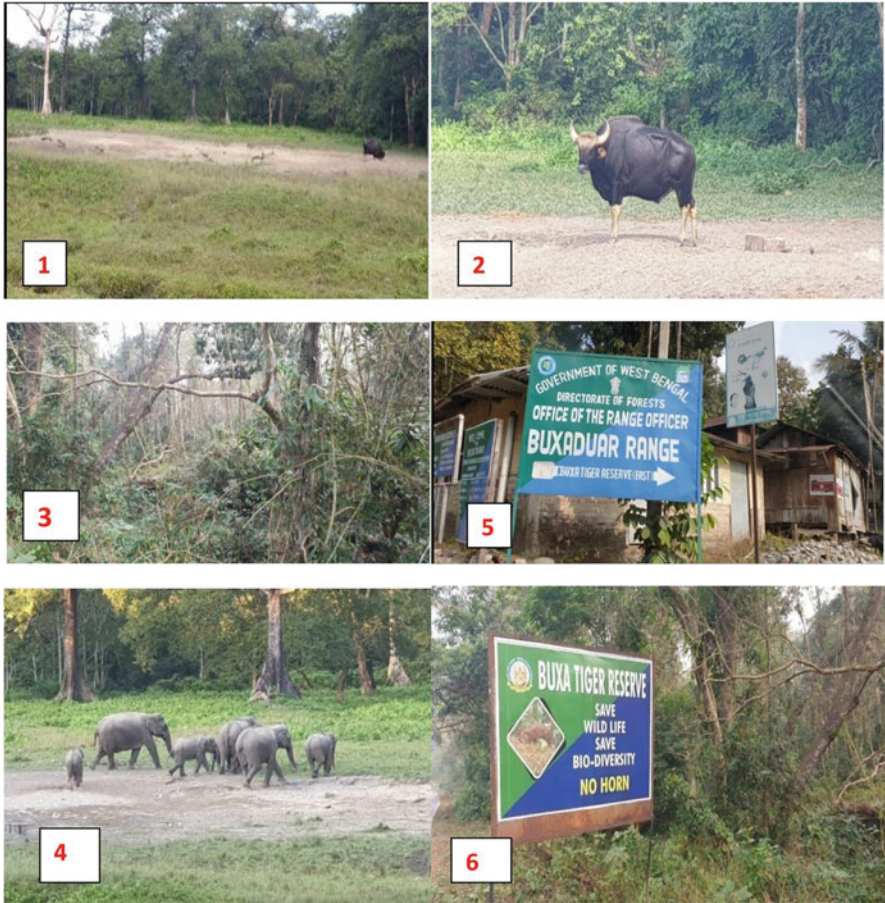 1
2
3
GOVERNMENT OF WEST BENGAL
DIRECTORATE OF FORESTS
OFFICE OF THE RANGE OFFICER
BUXADUAR RANGE
BUXA TIGER RESERVE (EAST)
5
4
BUXA TIGER RESERVE
SAVE
WILD LIFE
SAVE
BIO-DIVERSITY
NO HORN
6